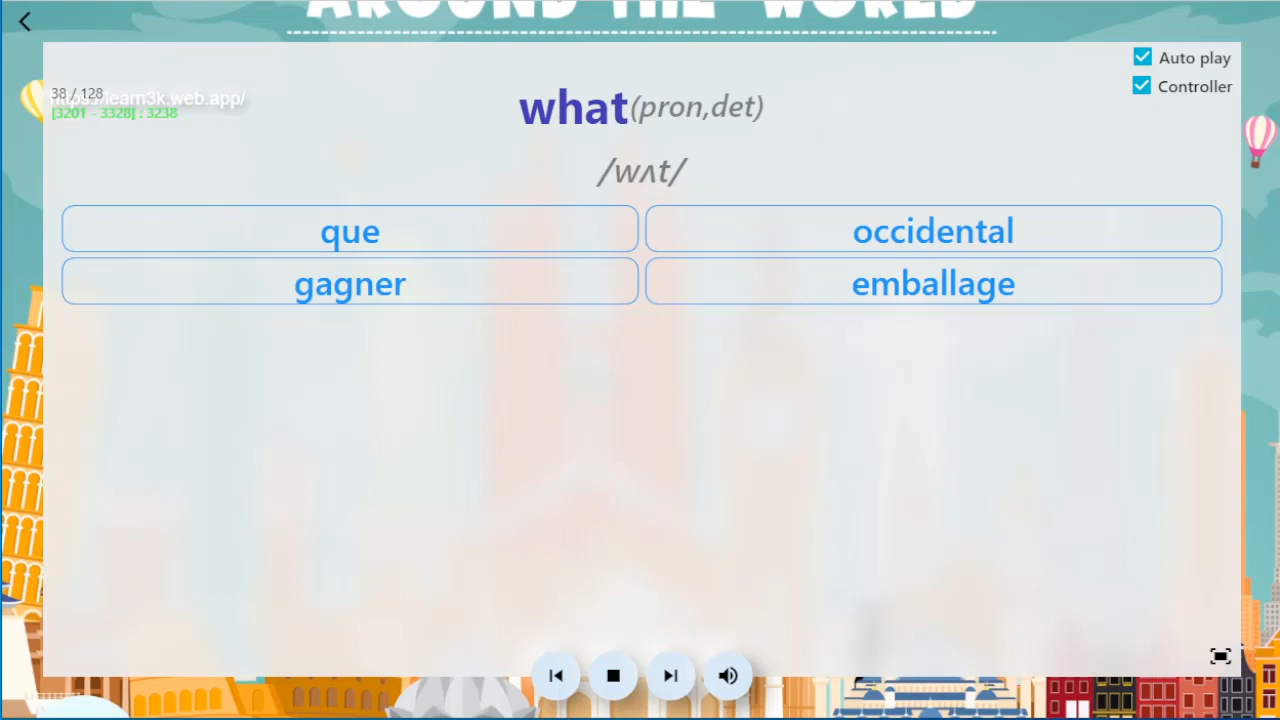 AROUND THE WORLD
Auto play
38 / 128
https://learn3k.web.app/
Controller
[3201 - 3328] : 3238
what(pron,det)
/wʌt/
que
occidental
gagner
emballage